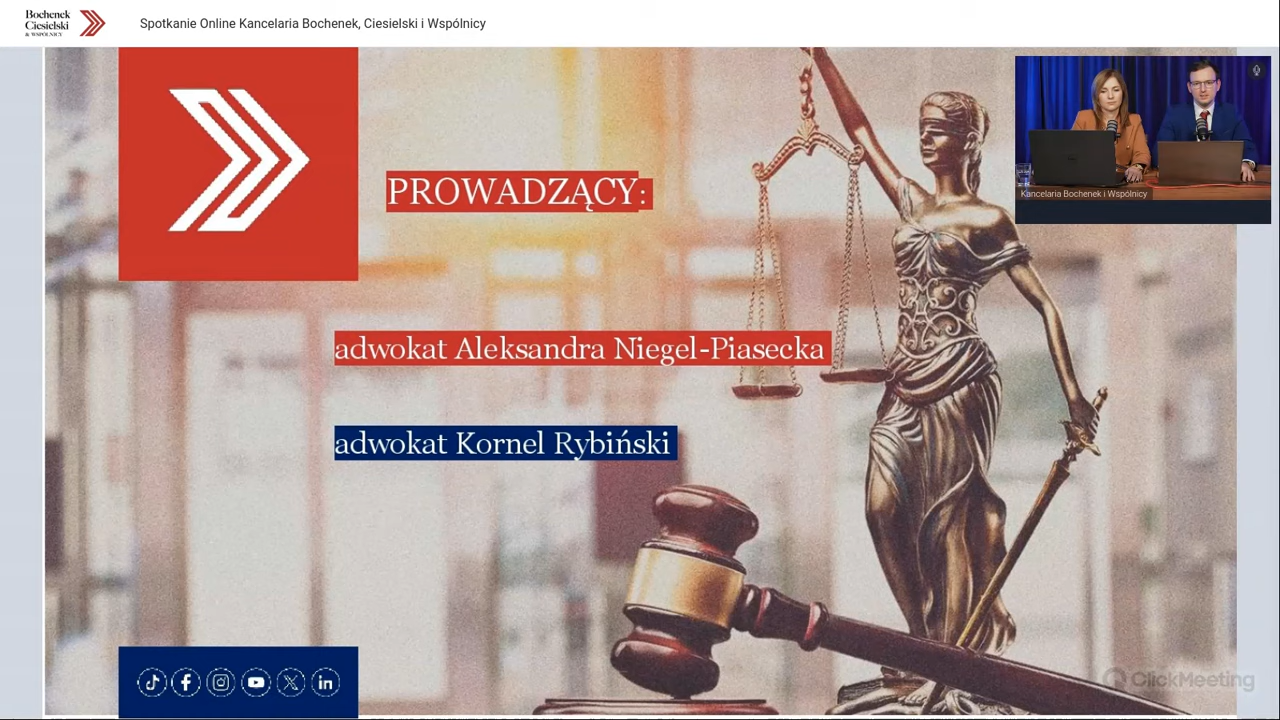 Bochenek
Ciesielski
& WSPÓLNICY
Spotkanie Online Kancelaria Bochenek, Ciesielski i Wspólnicy
PROWADZĄCY:
Kancelaria Bochenek i Wspólnicy
adwokat Aleksandra Niegel-Piasecka
adwokat Kornel Rybiński
ClickMeeting